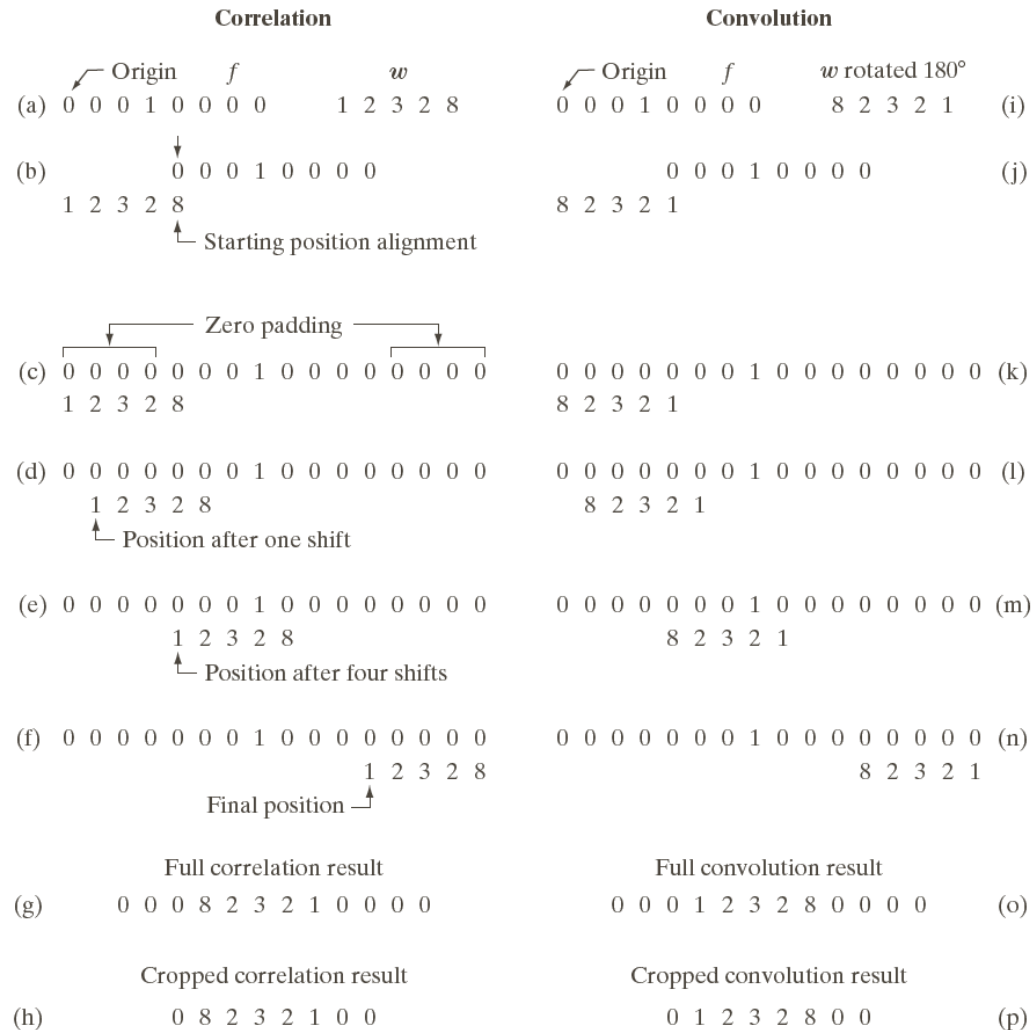 Correlation Convolution
Origin f w Origin f w rotated 180°
(a) 0 0 0 1 0 0 0 0 1 2 3 2 8 0 0 0 1 0 0 0 0 8 2 3 2 1 (i)
(b) 0 0 0 1 0 0 0 0 0 0 0 1 0 0 0 0 (j)
1 2 3 2 8 8 2 3 2 1
Starting position alignment
Zero padding
(c) 0 0 0 0 0 0 0 1 0 0 0 0 0 0 0 0 0 0 0 0 0 0 0 1 0 0 0 0 0 0 0 0 (k)
1 2 3 2 8 8 2 3 2 1
(d) 0 0 0 0 0 0 0 1 0 0 0 0 0 0 0 0 0 0 0 0 0 0 0 1 0 0 0 0 0 0 0 0 (l)
1 2 3 2 8 8 2 3 2 1
Position after one shift
(e) 0 0 0 0 0 0 0 1 0 0 0 0 0 0 0 0 0 0 0 0 0 0 0 1 0 0 0 0 0 0 0 0 (m)
1 2 3 2 8 8 2 3 2 1
Position after four shifts
(f) 0 0 0 0 0 0 0 1 0 0 0 0 0 0 0 0 0 0 0 0 0 0 0 1 0 0 0 0 0 0 0 0 (n)
1 2 3 2 8 8 2 3 2 1
Final position
Full correlation result Full convolution result
(g) 0 0 0 8 2 3 2 1 0 0 0 0 0 0 0 1 2 3 2 8 0 0 0 0 (o)
Cropped correlation result Cropped convolution result
(h) 0 8 2 3 2 1 0 0 0 1 2 3 2 8 0 0 (p)